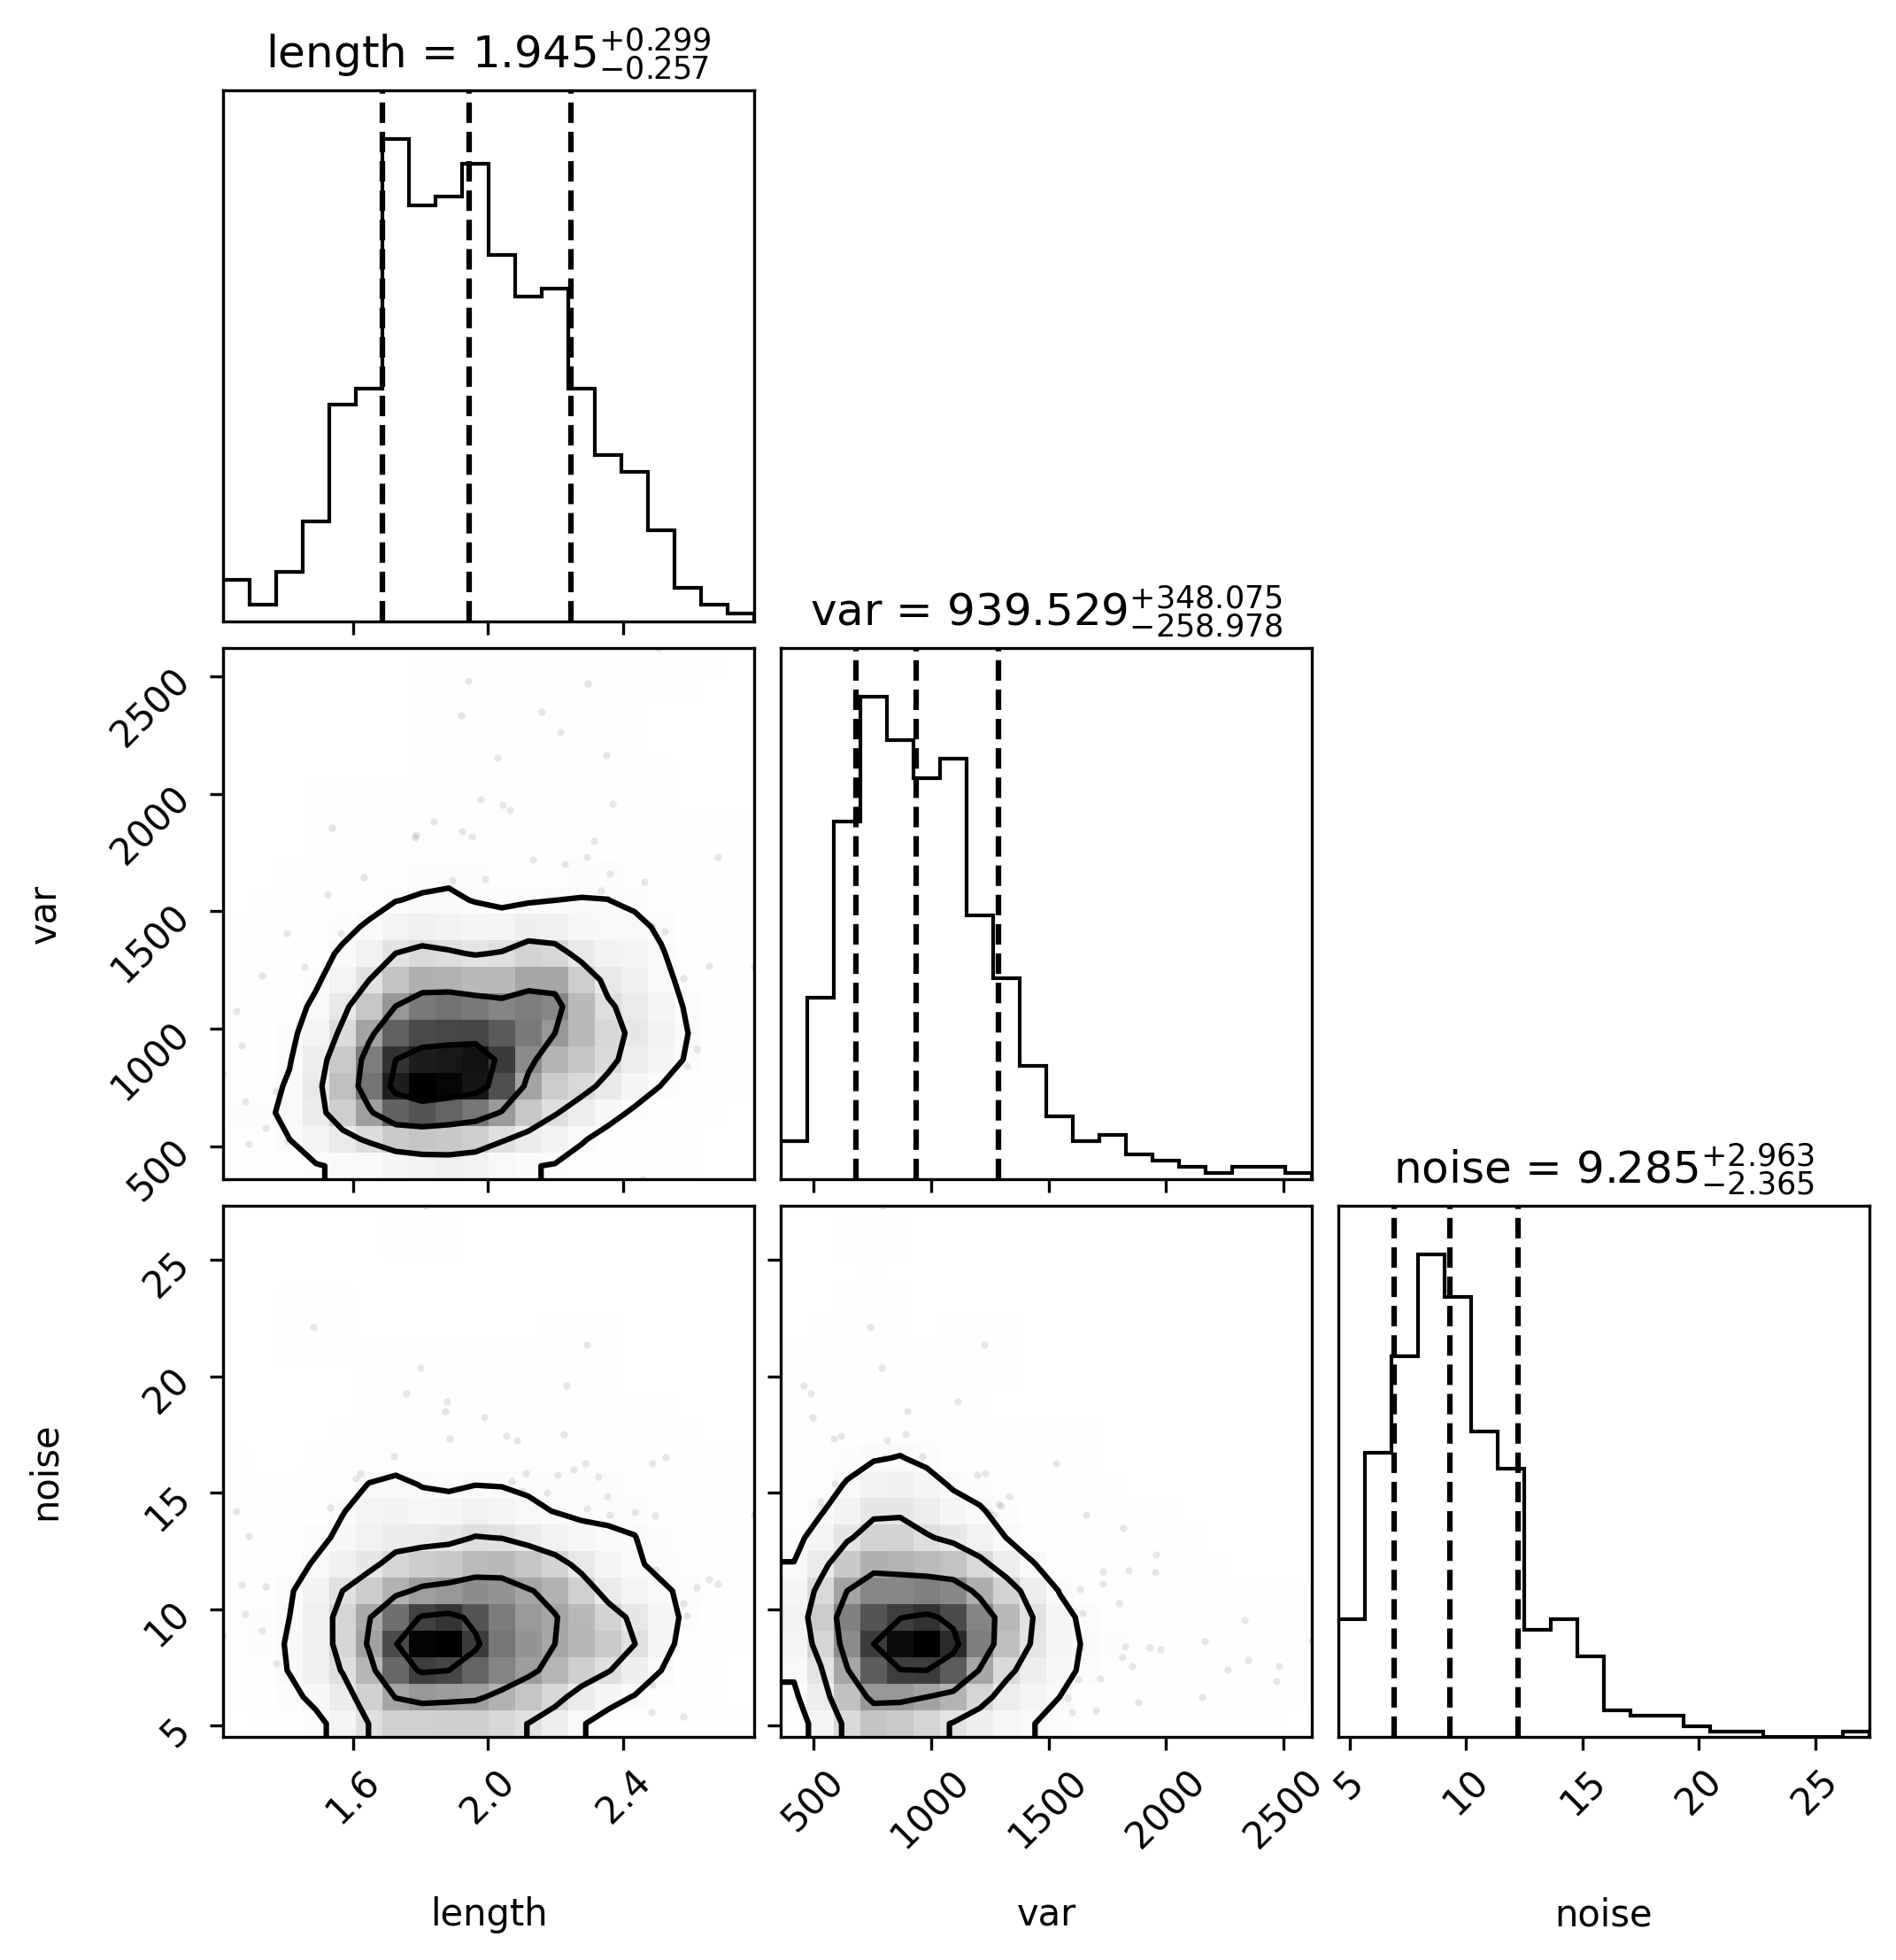 length = 1.945 +0.299 −0.257
var = 939.529 +348.075 −258.978
2500
2000
1500
1000
500
var
noise = 9.285 +2.963 −2.365
25
20
15
10
5
noise
1.6 2.0 2.4
500 1000 1500 2000 2500
5 10 15 20 25
length var noise